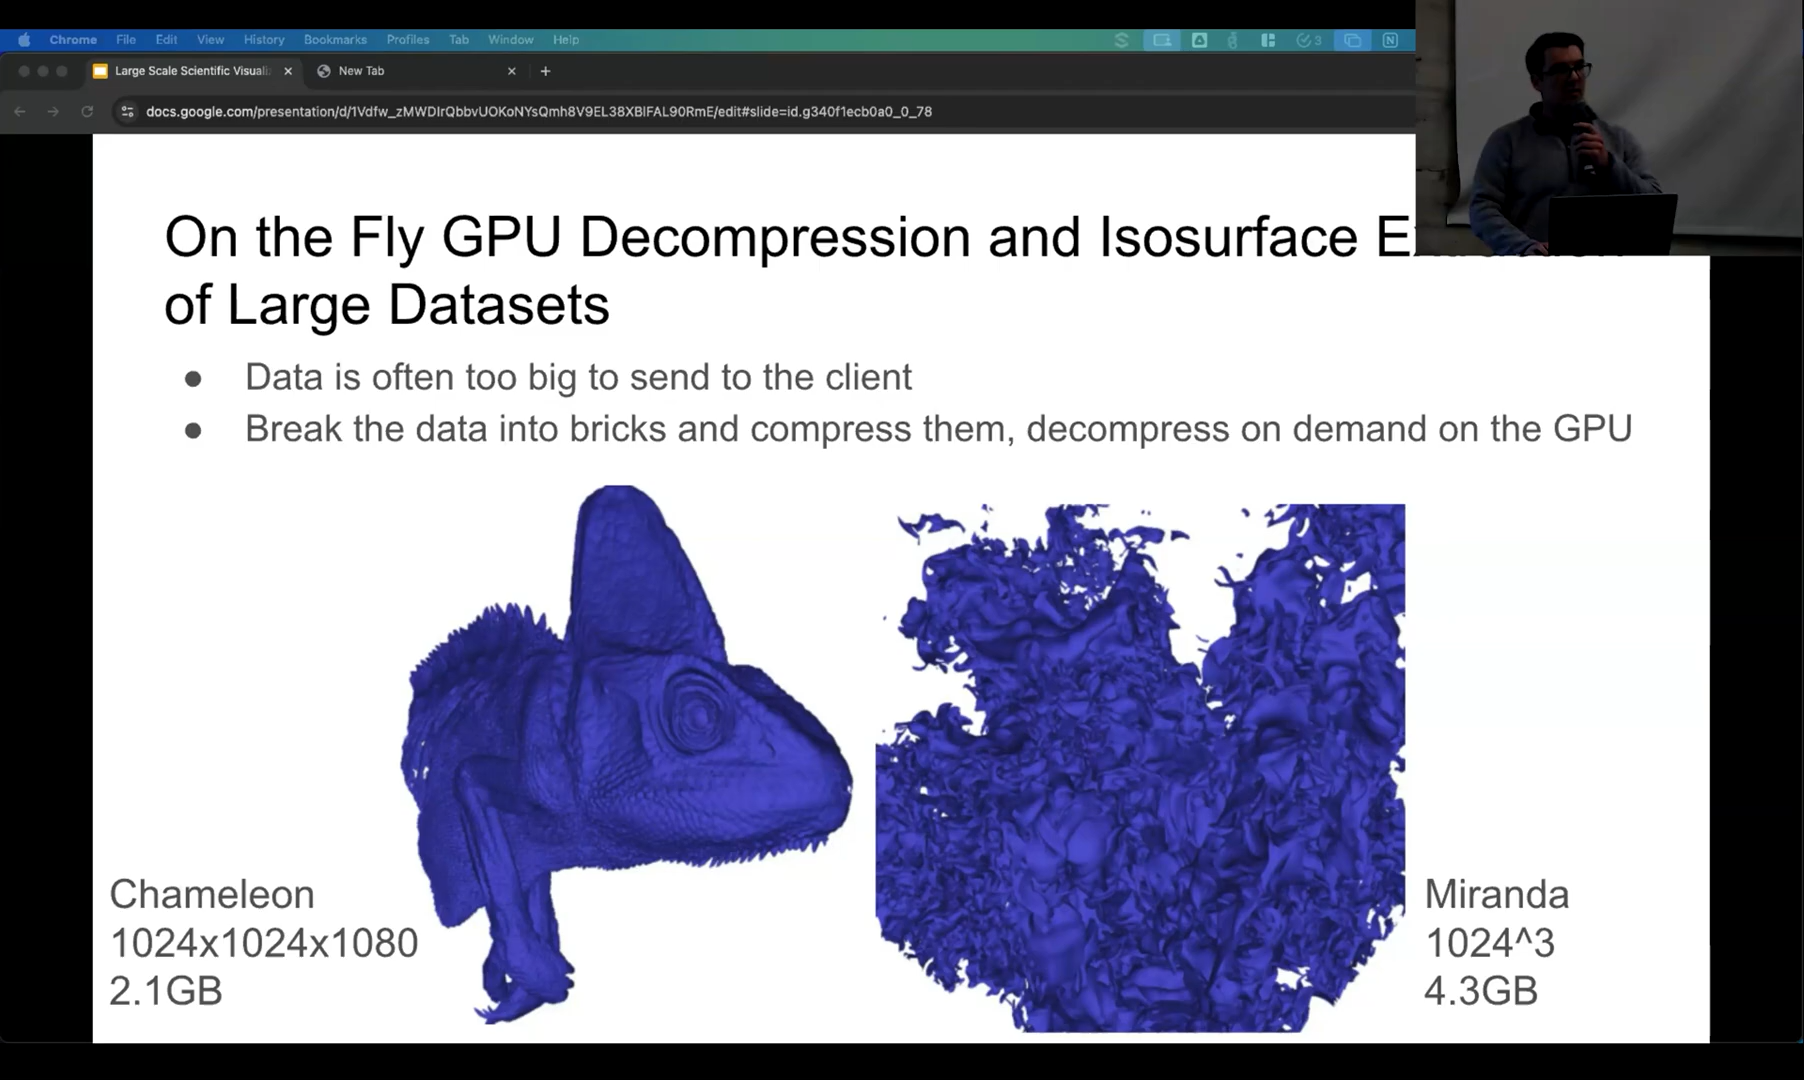 Chrome File Edit View History Bookmarks Profiles Tab Window Help 3
Large Scale Scientific Visuali New Tab
docs.google.com/presentation/d/1Vdfw_zMWDIrQbbvUOKoNYsQmh8V9EL38XBlFAL90RmE/edit#slide=id.g340f1ecb0a0_0_78
On the Fly GPU Decompression and Isosurface
of Large Datasets
● Data is often too big to send to the client
● Break the data into bricks and compress them, decompress on demand on the GPU
Chameleon
1024x1024x1080
2.1GB
Miranda
1024^3
4.3GB